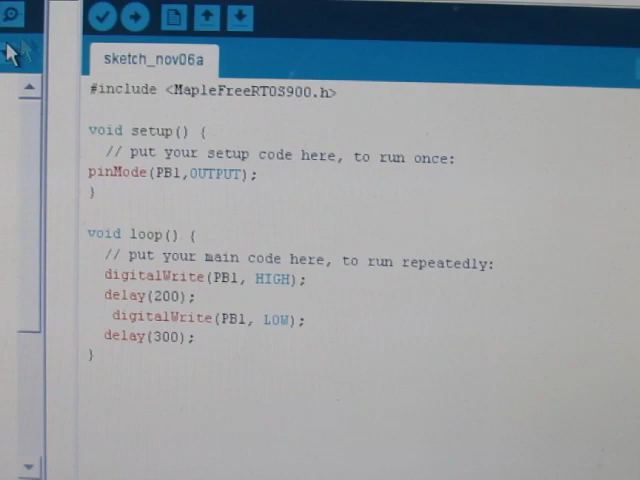 sketch_nov06a
#include <MapleFreeRTOS900.h>
void setup() {
// put your setup code here, to run once:
pinMode(PB1,OUTPUT);
}
void loop() {
// put your main code here, to run repeatedly:
digitalWrite(PB1, HIGH);
delay(200);
digitalWrite(PB1, LOW);
delay(300);
}